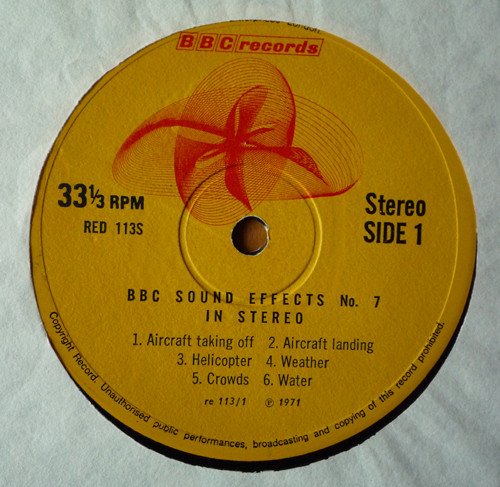 Enterprises London.
BBC records
33⅓ RPM
RED 113S
Stereo
SIDE 1
BBC SOUND EFFECTS No. 7
IN STEREO
1. Aircraft taking off 2. Aircraft landing
3. Helicopter 4. Weather
5. Crowds 6. Water
re 113/1 ℗ 1971
Copyright Record. Unauthorised public performances, broadcasting and copying of this record prohibited.